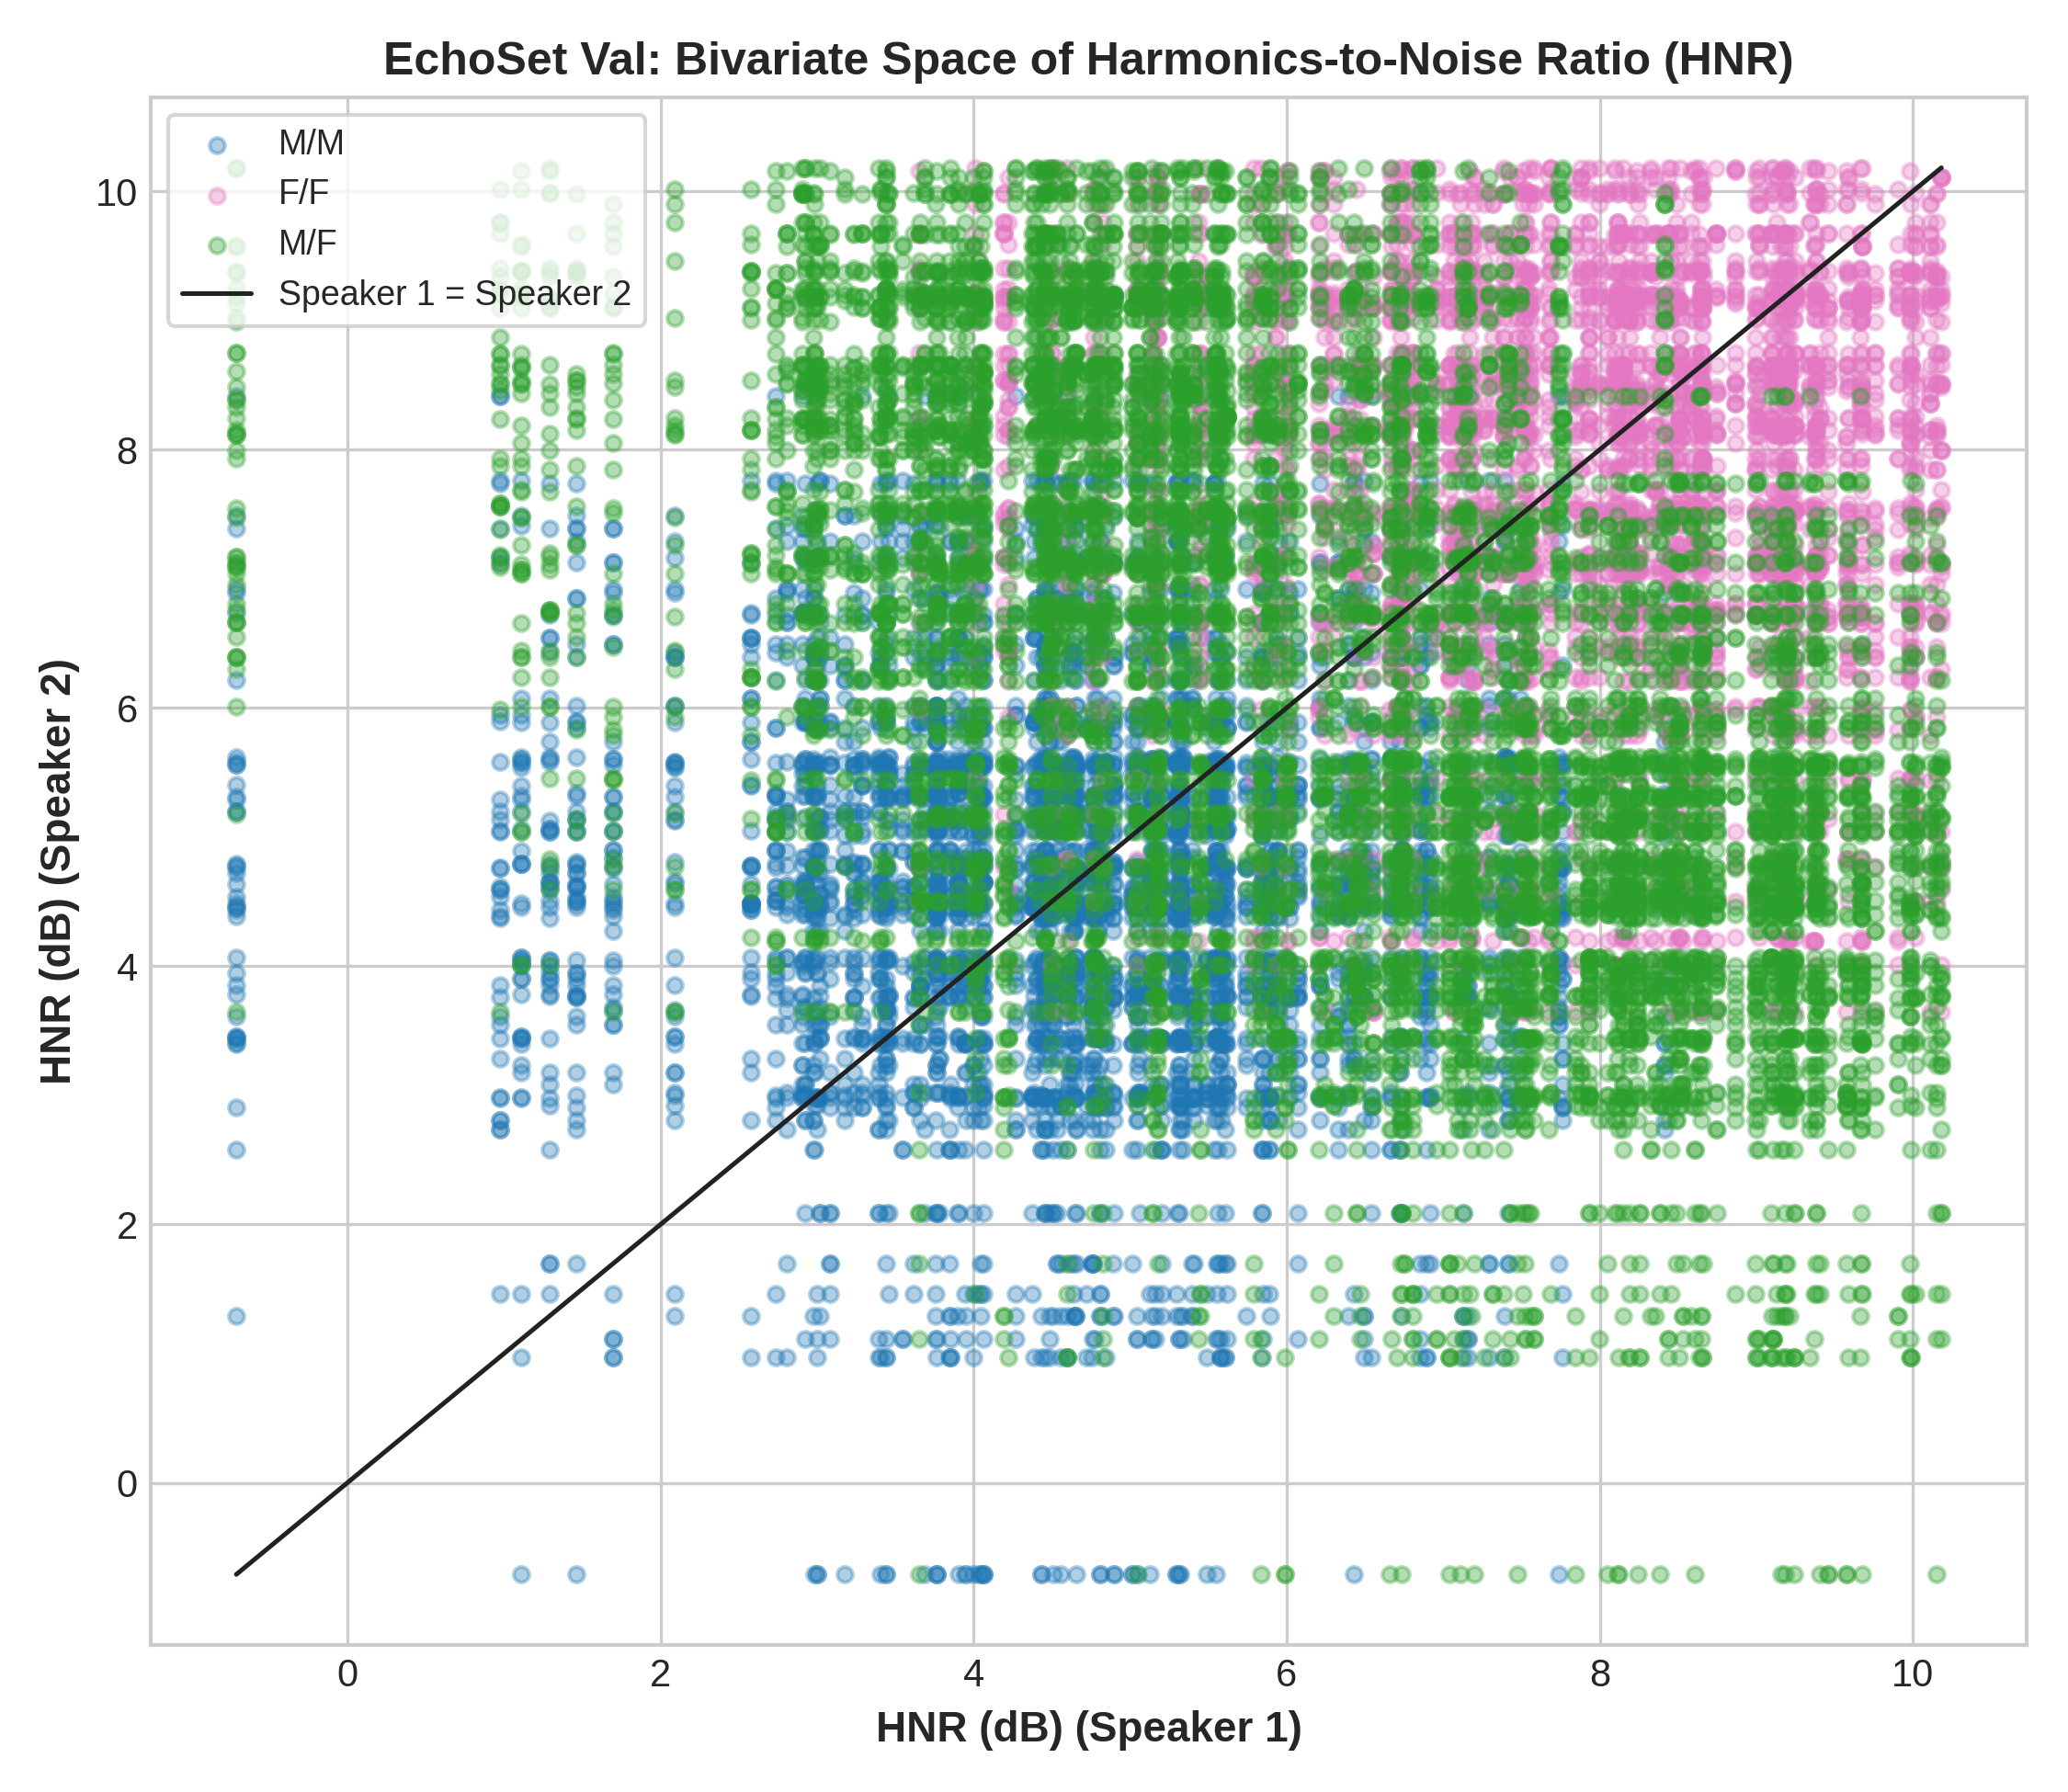 EchoSet Val: Bivariate Space of Harmonics-to-Noise Ratio (HNR)
M/M
F/F
M/F
Speaker 1 = Speaker 2
10
8
6
4
2
0
HNR (dB) (Speaker 2)
0 2 4 6 8 10
HNR (dB) (Speaker 1)